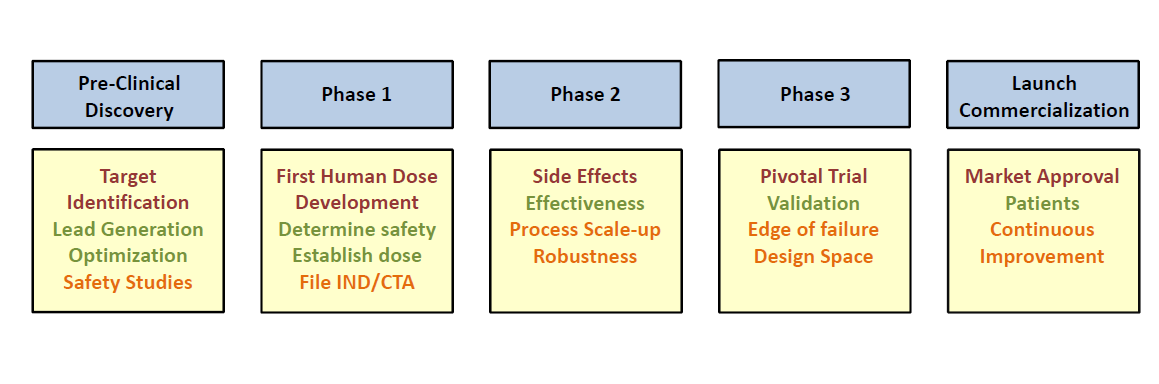 Pre-Clinical
Discovery
Phase 1
Phase 2
Phase 3
Launch
Commercialization
Target
Identification
Lead Generation
Optimization
Safety Studies
First Human Dose
Development
Determine safety
Establish dose
File IND/CTA
Side Effects
Effectiveness
Process Scale-up
Robustness
Pivotal Trial
Validation
Edge of failure
Design Space
Market Approval
Patients
Continuous
Improvement